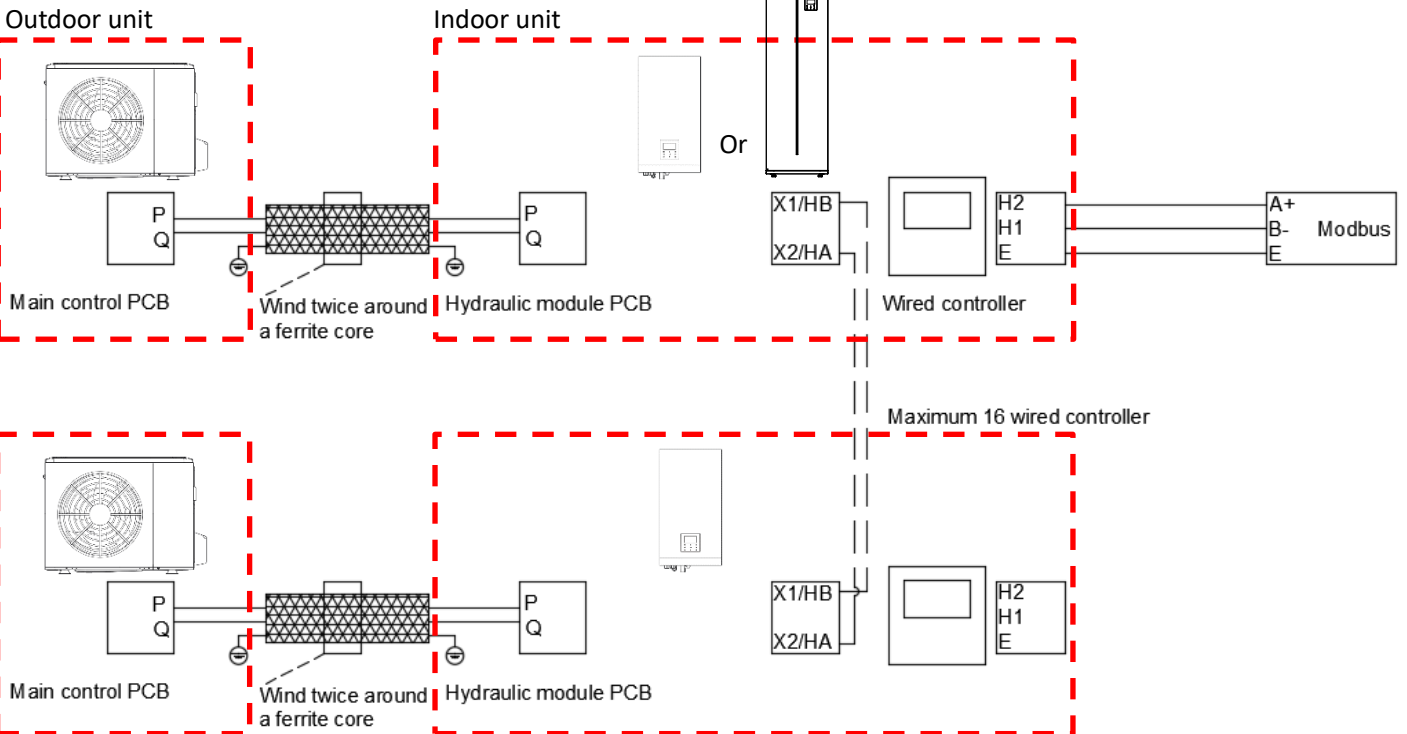 Outdoor unit
Indoor unit
Or
P
Q
P
Q
X1/HB
X2/HA
H2
H1
E
A+
B- Modbus
E
Main control PCB
Wind twice around
a ferrite core
Hydraulic module PCB
Wired controller
Maximum 16 wired controller
P
Q
P
Q
X1/HB
X2/HA
H2
H1
E
Main control PCB
Wind twice around
a ferrite core
Hydraulic module PCB